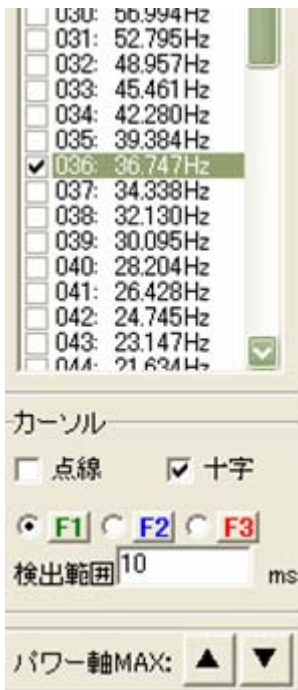 030: 56.994Hz
031: 52.795Hz
032: 48.957Hz
033: 45.461Hz
034: 42.280Hz
035: 39.384Hz
036: 36.747Hz
037: 34.338Hz
038: 32.130Hz
039: 30.095Hz
040: 28.204Hz
041: 26.428Hz
042: 24.745Hz
043: 23.147Hz
044: 21.634Hz
カーソル
点線 十字
F1 F2 F3
検出範囲 10 ms
パワー軸MAX: ▲ ▼